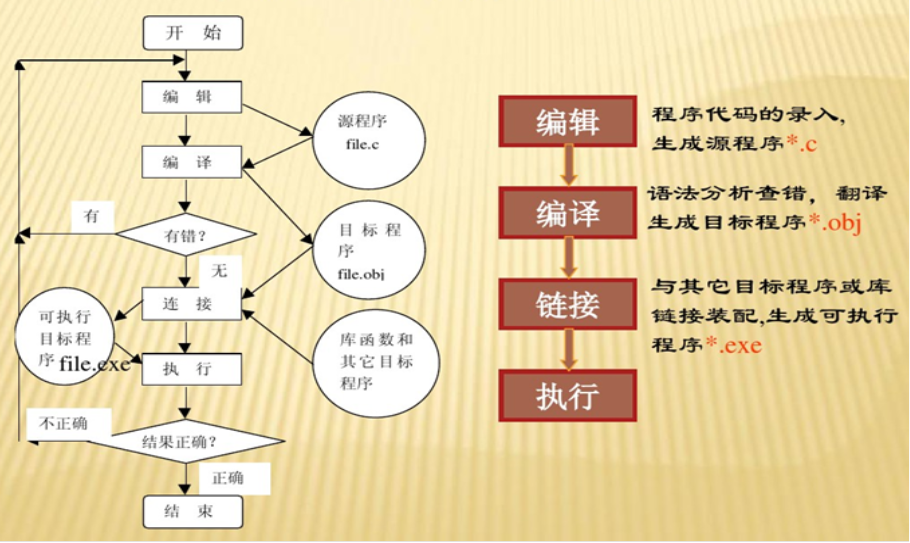 开 始
编 辑
源程序
file.c
编 译
有
有错?
目 标 程
序
file.obj
无
连 接
可执行
目标程
序 file.exe
库函数和
其它目标
程序
执 行
不正确
结果正确?
正确
结 束
编辑
程序代码的录入,
生成源程序*.c
编译
语法分析查错，翻译
生成目标程序*.obj
链接
与其它目标程序或库
链接装配,生成可执行
程序*.exe
执行